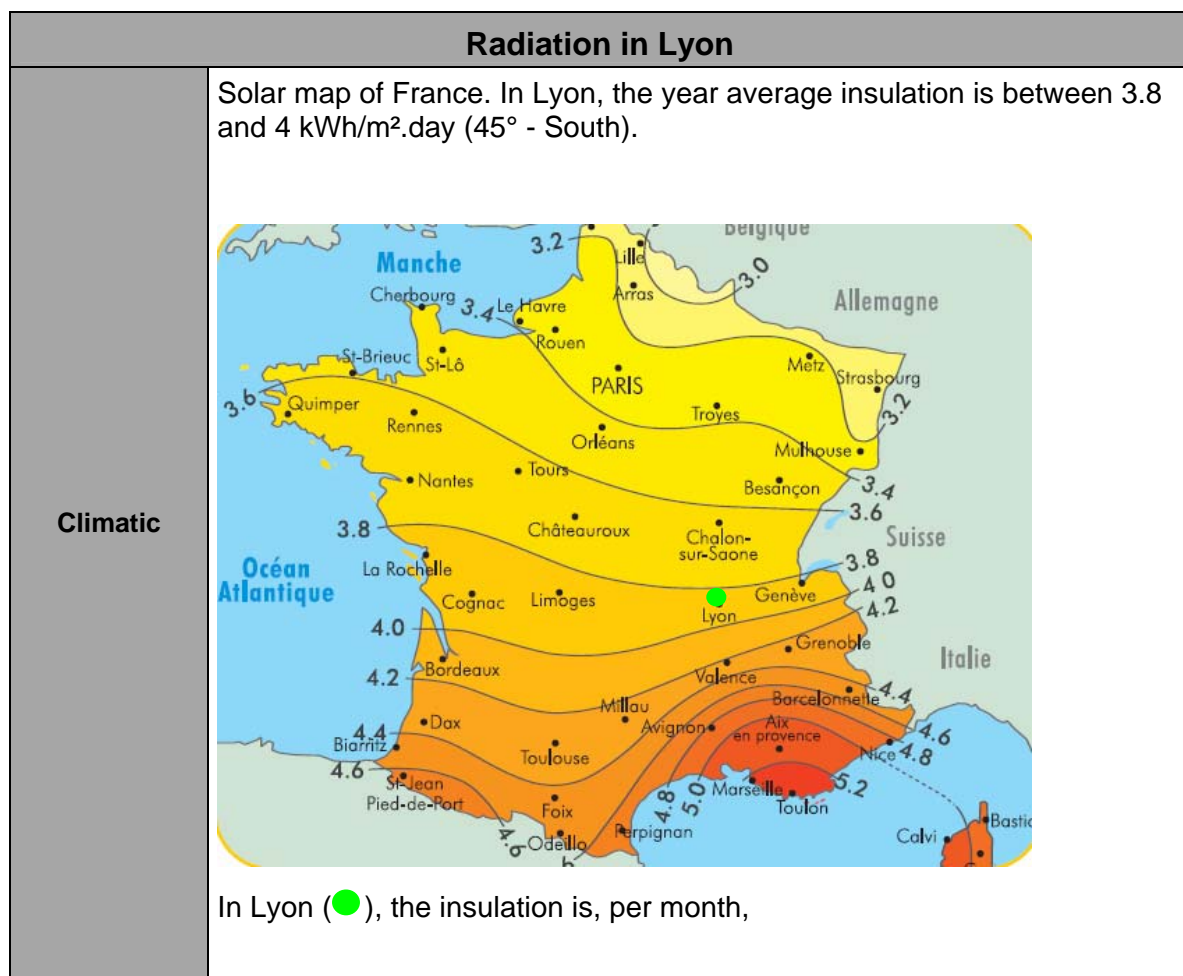 Radiation in Lyon
Climatic
Solar map of France. In Lyon, the year average insulation is between 3.8
and 4 kWh/m².day (45° - South).
Belgique
3.2
Lille
Manche
3.0
Cherbourg
Arras
Allemagne
3.4
Le Havre
Rouen
St-Brieuc
St-Lô
Metz
PARIS
Strasbourg
3.6
Quimper
Troyes
3.2
Rennes
Orléans
Mulhouse
Tours
Nantes
Besançon
3.4
3.6
3.8
Châteauroux
Chalon-
sur-Saone
Suisse
La Rochelle
3.8
Océan
Atlantique
Genève
4 0
Cognac
Limoges
Lyon
4.2
4.0
Grenoble
Bordeaux
Italie
4.2
Valence
Barcelonnette
4.4
Millau
Dax
Avignon
Aix
en provence
4.6
4.4
Biarritz
Toulouse
Nice
4.8
4.6
St-Jean
Pied-de-Port
Marseille
5.2
4.8
5.0
Foix
Toulon
4.6
Odeillo
Perpignan
Calvi
Bastia
In Lyon ( ), the insulation is, per month,